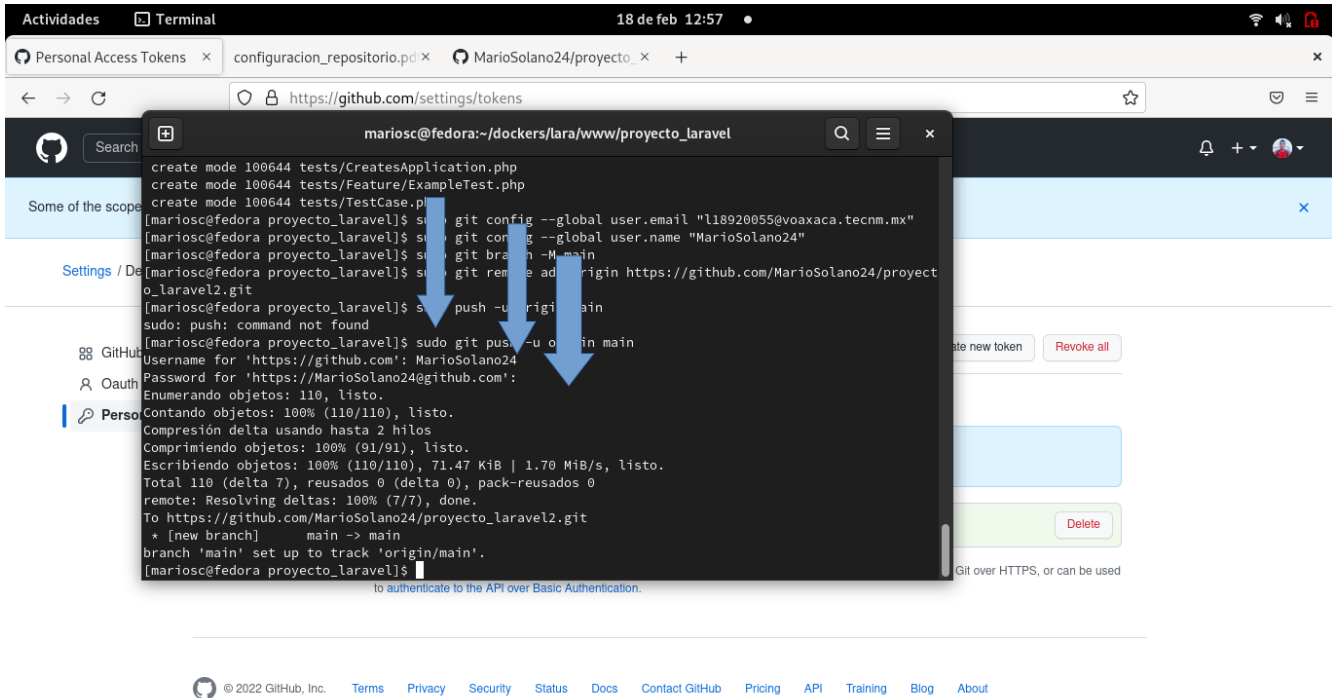 Actividades Terminal 18 de feb 12:57
Personal Access Tokens × configuracion_repositorio.pd × MarioSolano24/proyecto_ × +
https://github.com/settings/tokens
mariosc@fedora:~/dockers/lara/www/proyecto_laravel
Search
create mode 100644 tests/CreatesApplication.php
create mode 100644 tests/Feature/ExampleTest.php
create mode 100644 tests/TestCase.p
Some of the scope
[mariosc@fedora proyecto_laravel]$ git config --global user.email "l18920055@voaxaca.tecnm.mx"
[mariosc@fedora proyecto_laravel]$ git --global user.name "MarioSolano24"
[mariosc@fedora proyecto_laravel]$ git -M main
Settings / De
[mariosc@fedora proyecto_laravel]$ git https://github.com/MarioSolano24/proyect
o_laravel2.git
[mariosc@fedora proyecto_laravel]$ push
sudo: push: command not found
[mariosc@fedora proyecto_laravel]$ sudo git main
GitHub
Username for 'https://github.com': MarioSolano24
ate new token Revoke all
Password for 'https://MarioSolano24@github.com':
Oauth
Enumerando objetos: 110, listo.
Contando objetos: 100% (110/110), listo.
Perso
Compresión delta usando hasta 2 hilos
Comprimiendo objetos: 100% (91/91), listo.
Escribiendo objetos: 100% (110/110), 71.47 KiB | 1.70 MiB/s, listo.
Total 110 (delta 7), reusados 0 (delta 0), pack-reusados 0
remote: Resolving deltas: 100% (7/7), done.
To https://github.com/MarioSolano24/proyecto_laravel2.git
Delete
* [new branch] main -> main
branch 'main' set up to track 'origin/main'.
[mariosc@fedora proyecto_laravel]$
Git over HTTPS, or can be used
to authenticate to the API over Basic Authentication.
© 2022 GitHub, Inc. Terms Privacy Security Status Docs Contact GitHub Pricing API Training Blog About